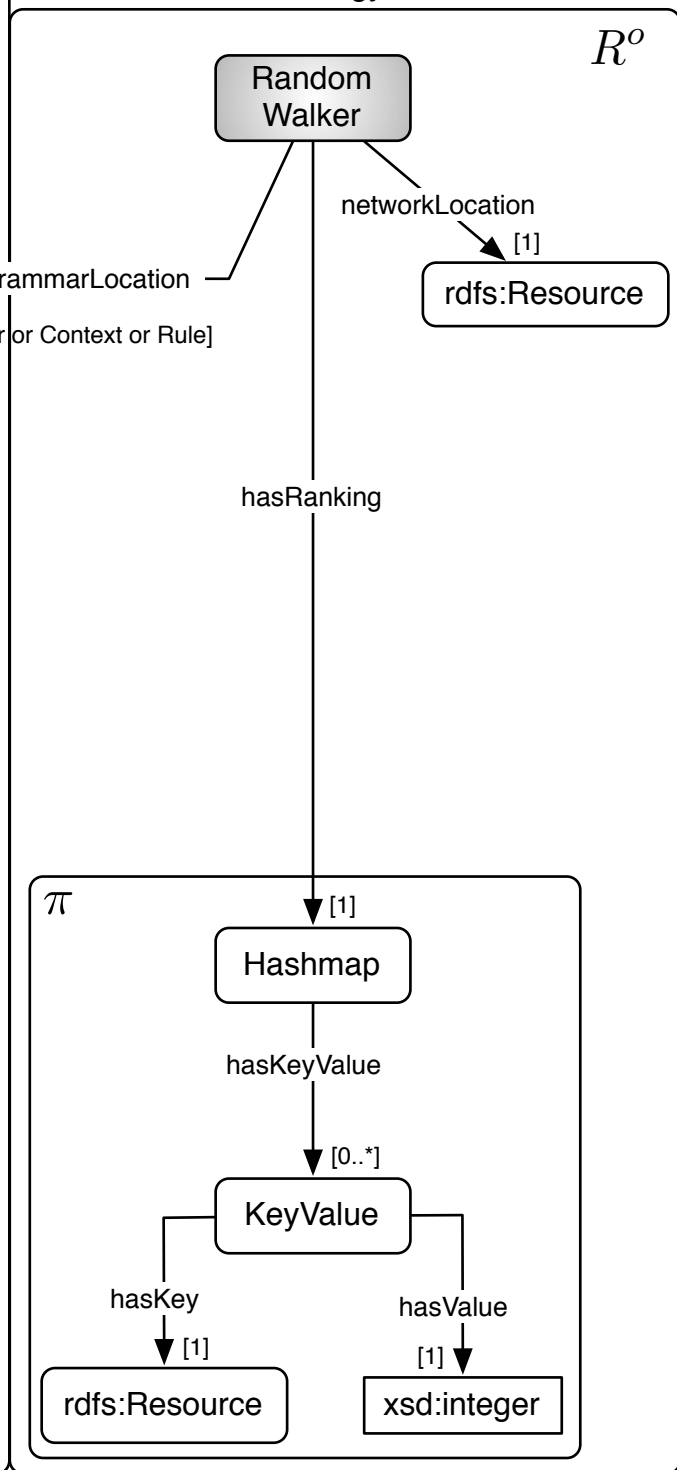 gy
R^o
Random
Walker
networkLocation
[1]
rdfs:Resource
rammarLocation
or Context or Rule]
hasRanking
π
[1]
Hashmap
hasKeyValue
[0..*]
KeyValue
hasKey
hasValue
[1]
[1]
rdfs:Resource
xsd:integer